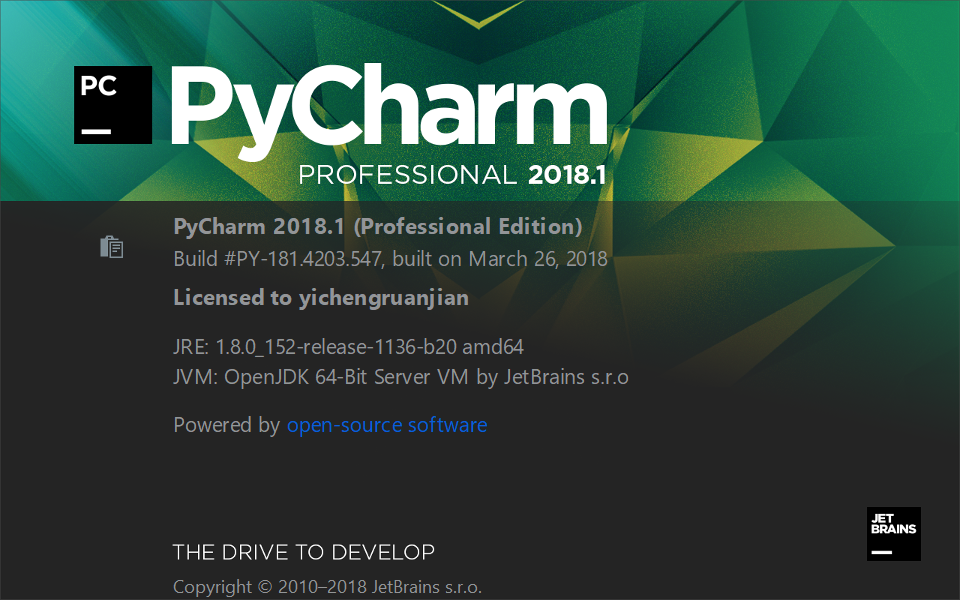 PC
PyCharm
PROFESSIONAL 2018.1
PyCharm 2018.1 (Professional Edition)
Build #PY-181.4203.547, built on March 26, 2018
Licensed to yichengruanjian
JRE: 1.8.0_152-release-1136-b20 amd64
JVM: OpenJDK 64-Bit Server VM by JetBrains s.r.o
Powered by open-source software
JET
BRAINS
THE DRIVE TO DEVELOP
Copyright © 2010–2018 JetBrains s.r.o.